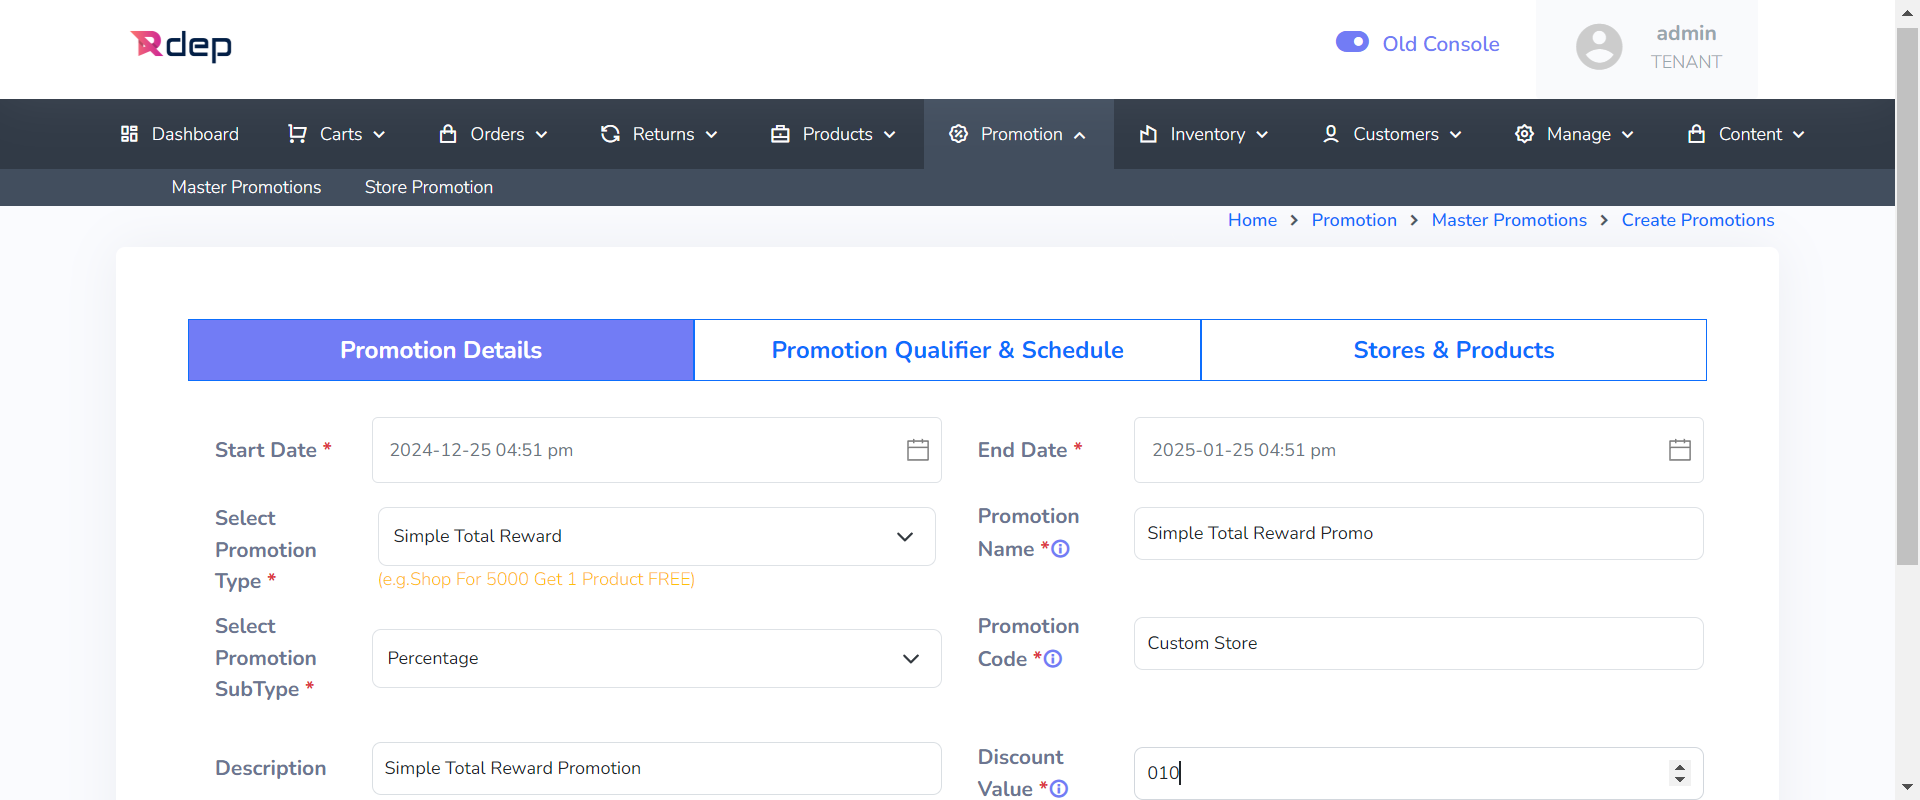 Rdep
Old Console
admin
TENANT
Dashboard Carts Orders Returns Products Promotion Inventory Customers Manage Content
Master Promotions Store Promotion
Home > Promotion > Master Promotions > Create Promotions
Promotion Details Promotion Qualifier & Schedule Stores & Products
Start Date * 2024-12-25 04:51 pm End Date * 2025-01-25 04:51 pm
Select
Promotion
Type *
Simple Total Reward
(e.g.Shop For 5000 Get 1 Product FREE)
Promotion
Name *
Simple Total Reward Promo
Select
Promotion
SubType *
Percentage
Promotion
Code *
Custom Store
Description Simple Total Reward Promotion
Discount
Value *
010